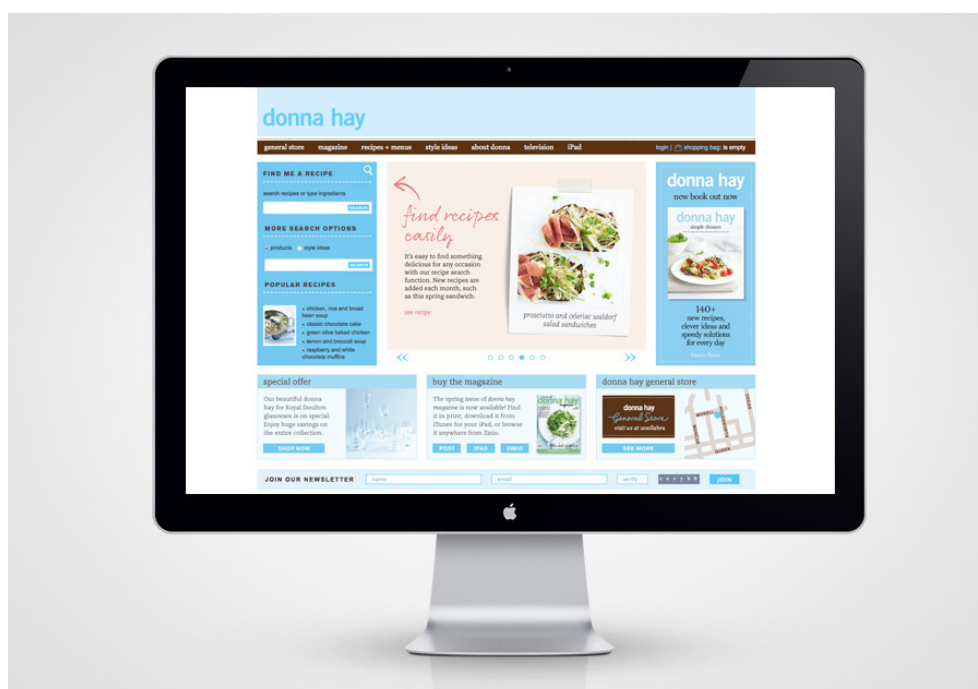 donna hay
general store magazine recipes + menus style ideas about donna television iPad login | shopping bag: is empty
FIND ME A RECIPE
search recipes or type ingredients
SEARCH
MORE SEARCH OPTIONS
products style ideas
SEARCH
POPULAR RECIPES
+ chicken, rice and broad
bean soup
+ classic chocolate cake
+ green olive baked chicken
+ lemon and broccoli soup
+ raspberry and white
chocolate muffins
find recipes
easily
It's easy to find something
delicious for any occasion
with our recipe search
function. New recipes are
added each month, such
as this spring sandwich.
see recipe
prosciutto and celeriac waldorf
salad sandwiches
donna hay
new book out now
donna hay
simple dinners
140+
new recipes,
clever ideas and
speedy solutions
for every day
special offer
Our beautiful donna
hay for Royal Doulton
glassware is on special.
Enjoy huge savings on
the entire collection.
SHOP NOW
buy the magazine
The spring issue of donna hay
magazine is now available! Find
it in print, download it from
iTunes for your iPad, or browse
it anywhere from Zinio.
POST IPAD ZINIO
donna hay
donna hay general store
donna hay
General Store
visit us at woollahra
SEE MORE
QUEEN
JOIN OUR NEWSLETTER name email verify JOIN